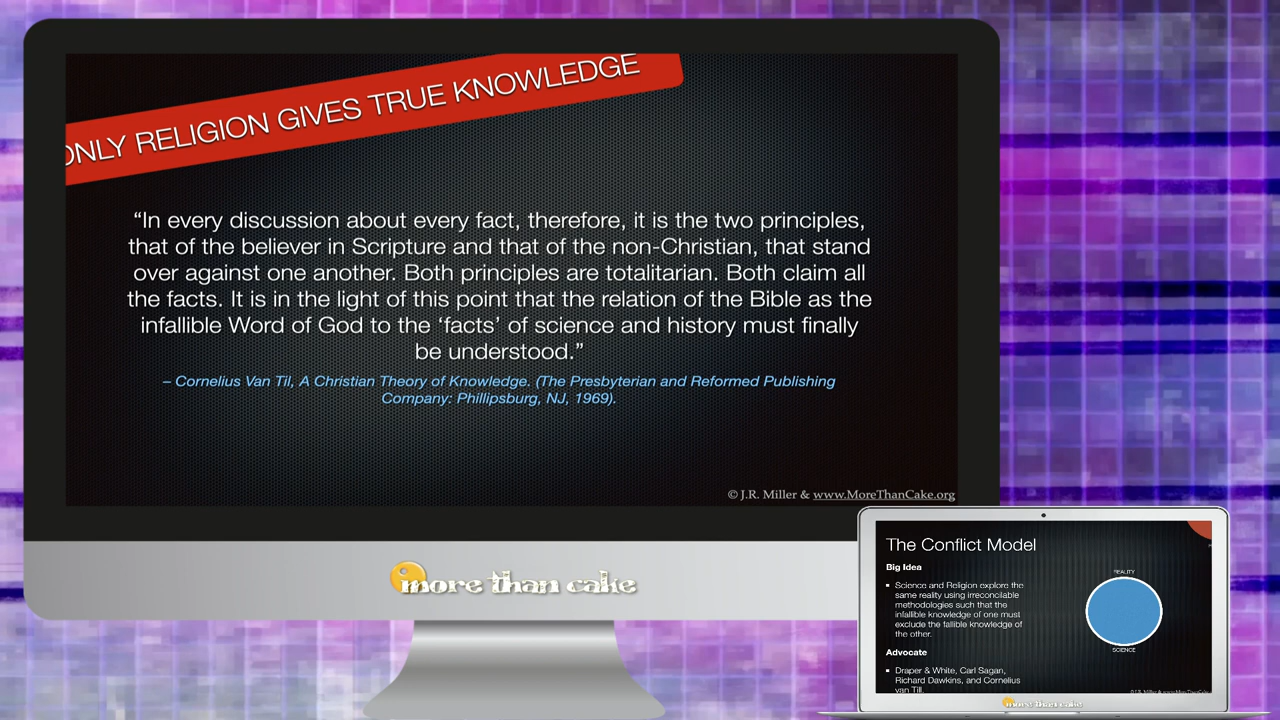 ONLY RELIGION GIVES TRUE KNOWLEDGE
“In every discussion about every fact, therefore, it is the two principles,
that of the believer in Scripture and that of the non-Christian, that stand
over against one another. Both principles are totalitarian. Both claim all
the facts. It is in the light of this point that the relation of the Bible as the
infallible Word of God to the ‘facts’ of science and history must finally
be understood.”
– Cornelius Van Til, A Christian Theory of Knowledge. (The Presbyterian and Reformed Publishing
Company: Phillipsburg, NJ, 1969).
© J.R. Miller & www.MoreThanCake.org
more than cake
The Conflict Model
Big Idea
Science and Religion explore the
same reality using irreconcilable
methodologies such that the
infallible knowledge of one must
exclude the fallible knowledge of
the other.
Advocate
Draper & White, Carl Sagan,
Richard Dawkins, and Cornelius
van Till.
REALITY
SCIENCE
© J.R. Miller & www.MoreThanCake.org
more than cake